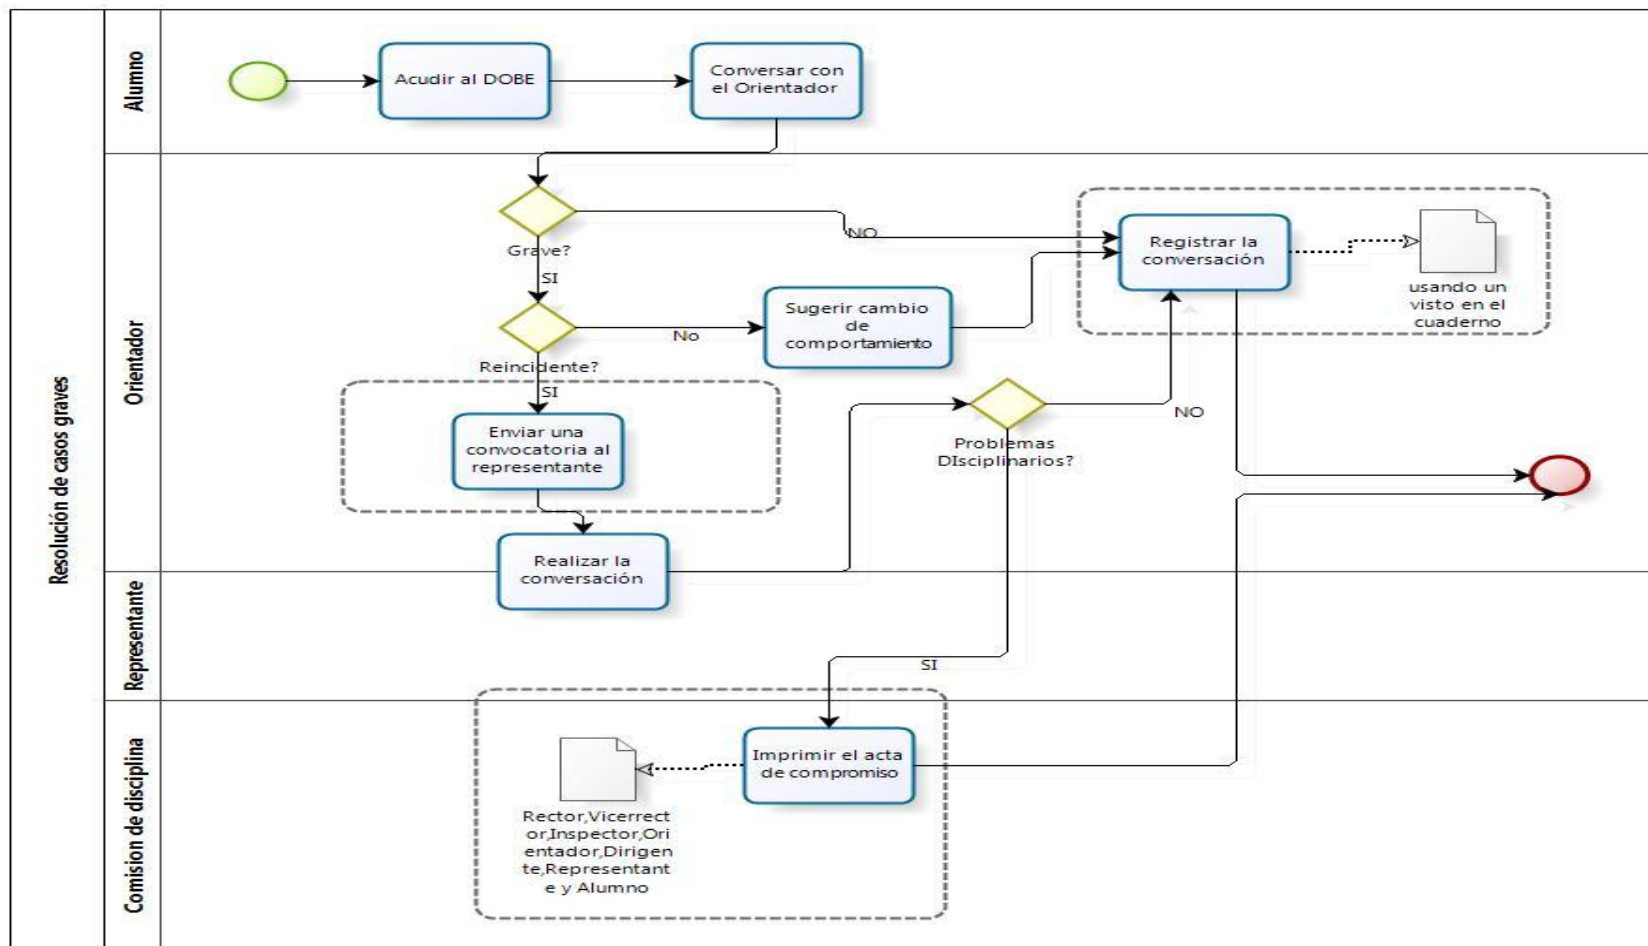 Resolución de casos graves
Alumno
Acudir al DOBE
Conversar con
el Orientador
Orientador
Grave?
NO
SI
Registrar la
conversación
usando un
visto en el
cuaderno
Reincidente?
No
Sugerir cambio
de
comportamiento
SI
Enviar una
convocatoria al
representante
Problemas
DIsciplinarios?
NO
Realizar la
conversación
Representante
SI
Comision de disciplina
Imprimir el acta
de compromiso
Rector,Vicerrect
or,Inspector,Ori
entador,Dirigen
te,Representant
e y Alumno